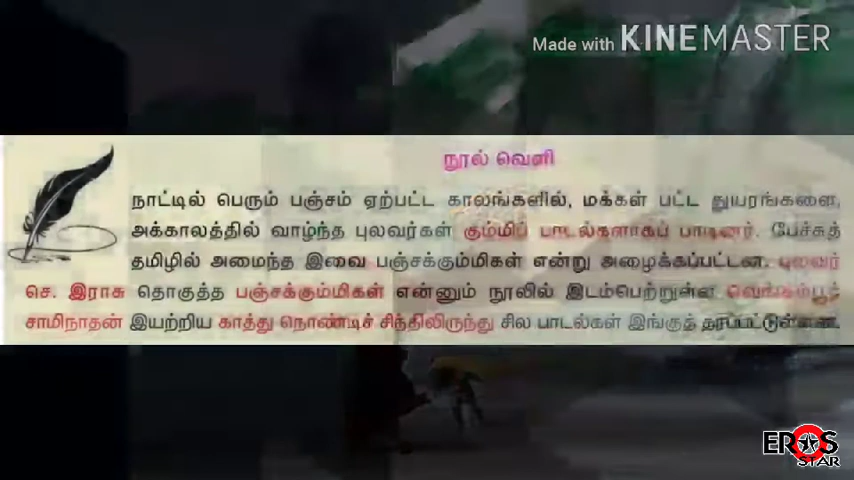 Made with KINEMASTER
நூல் வெளி
நாட்டில் பெரும் பஞ்சம் ஏற்பட்ட காலங்களில், மக்கள் பட்ட துயரங்களை,
அக்காலத்தில் வாழ்ந்த புலவர்கள் கும்மிப் பாடல்களாகப் பாடினர். பேச்சுத்
தமிழில் அமைந்த இவை பஞ்சக்கும்மிகள் என்று அழைக்கப்பட்டன. புலவர்
செ. இராசு தொகுத்த பஞ்சக்கும்மிகள் என்னும் நூலில் இடம்பெற்றுள்ள வெங்கம்பூர்
சாமிநாதன் இயற்றிய காத்து நொண்டிச் சிந்திலிருந்து சில பாடல்கள் இங்குத் தரப்பட்டுள்ளன.
EROS
STAR